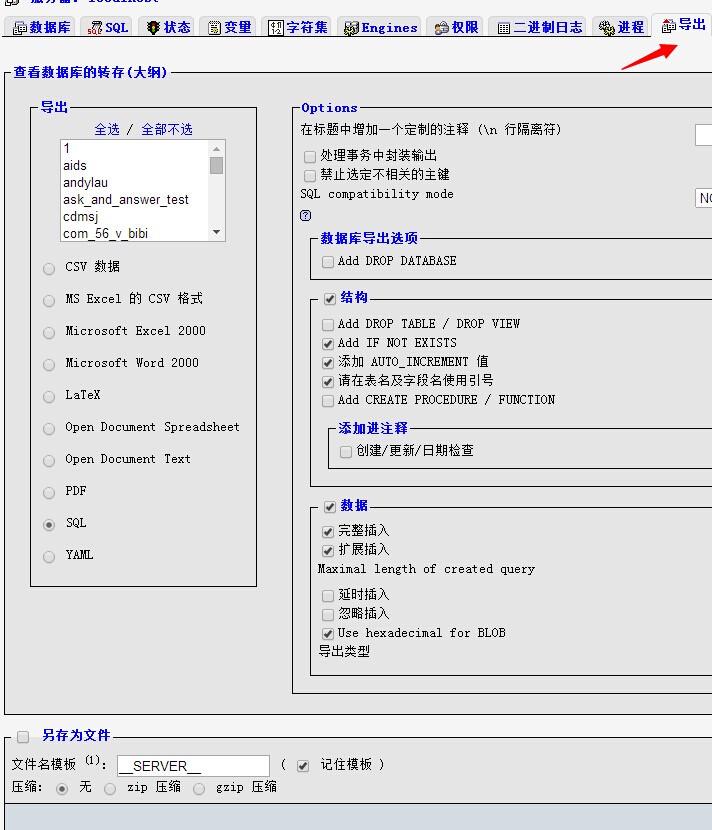 服务器: localhost
数据库 SQL 状态 变量 字符集 Engines 权限 二进制日志 进程 导出
查看数据库的转存(大纲)
导出
全选 / 全部不选
1
aids
andylau
ask_and_answer_test
cdmsj
com_56_v_bibi
CSV 数据
MS Excel 的 CSV 格式
Microsoft Excel 2000
Microsoft Word 2000
LaTeX
Open Document Spreadsheet
Open Document Text
PDF
SQL
YAML
Options
在标题中增加一个定制的注释 (\n 行隔离符)
处理事务中封装输出
禁止选定不相关的主键
SQL compatibility mode
NO
?
数据库导出选项
Add DROP DATABASE
结构
Add DROP TABLE / DROP VIEW
Add IF NOT EXISTS
添加 AUTO_INCREMENT 值
请在表名及字段名使用引号
Add CREATE PROCEDURE / FUNCTION
添加进注释
创建/更新/日期检查
数据
完整插入
扩展插入
Maximal length of created query
延时插入
忽略插入
Use hexadecimal for BLOB
导出类型
另存为文件
文件名模板 (1): __SERVER__ ( 记住模板 )
压缩: 无 zip 压缩 gzip 压缩